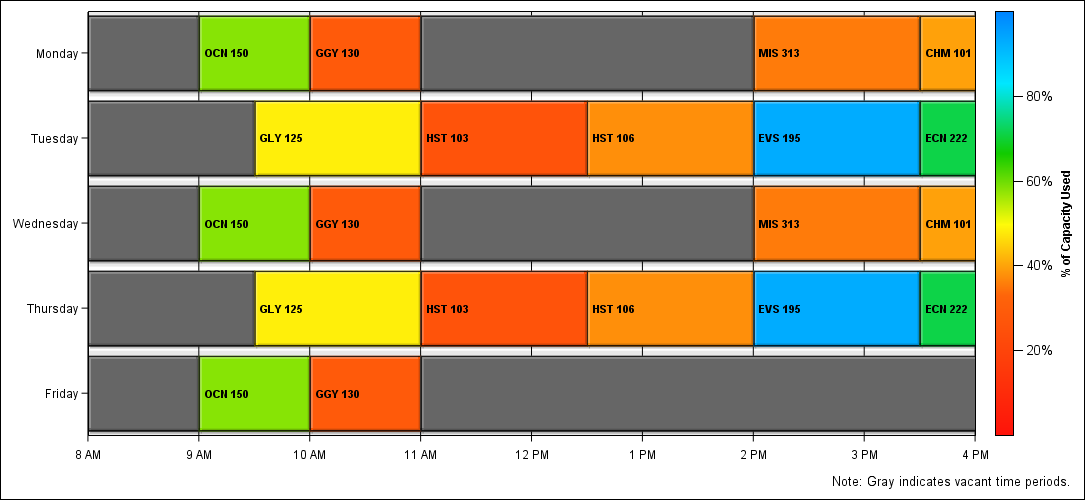 Monday OCN 150 GGY 130 MIS 313 CHM 101
Tuesday GLY 125 HST 103 HST 106 EVS 195 ECN 222
Wednesday OCN 150 GGY 130 MIS 313 CHM 101
Thursday GLY 125 HST 103 HST 106 EVS 195 ECN 222
Friday OCN 150 GGY 130
8 AM 9 AM 10 AM 11 AM 12 PM 1 PM 2 PM 3 PM 4 PM
80%
60%
40%
20%
% of Capacity Used
Note: Gray indicates vacant time periods.